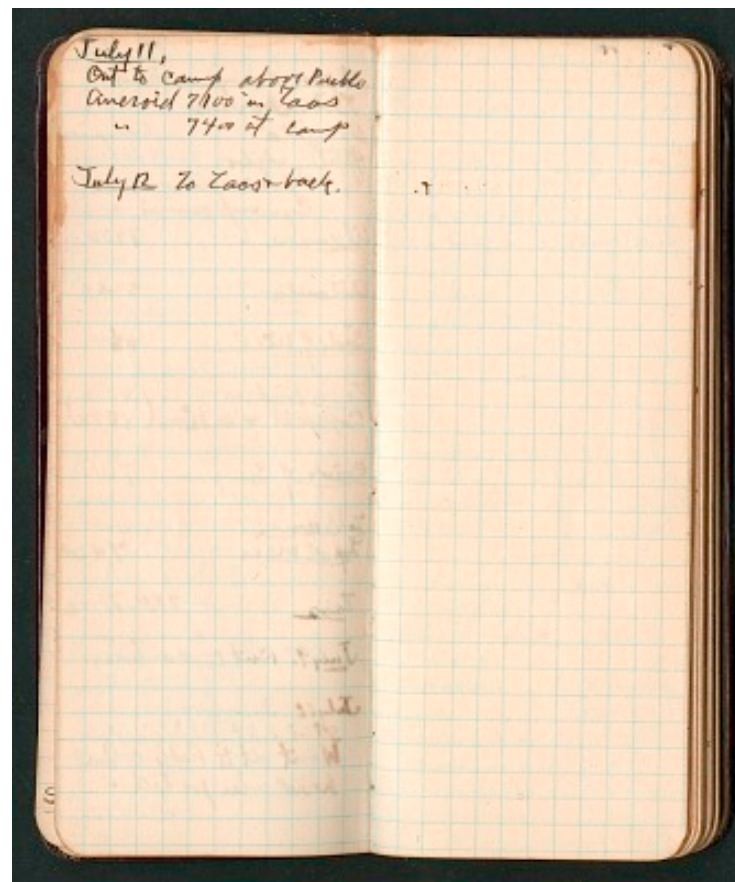 July 11,
Out to camp above Pueblo
Aneroid 7100 in Taos
" 7400 at camp
July 12 To Taos & back.